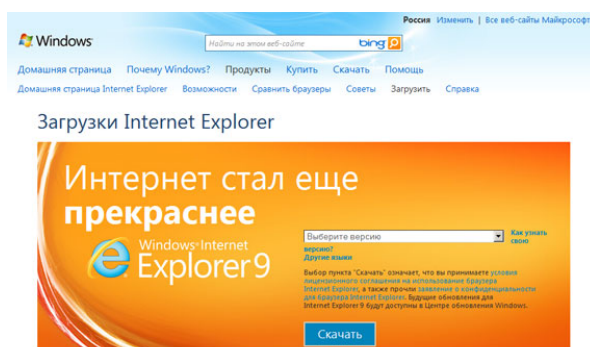 Россия Изменить | Все веб-сайты Майкрософт
Windows
Найти на этом веб-сайте bing
Домашняя страница Почему Windows? Продукты Купить Скачать Помощь
Домашняя страница Internet Explorer Возможности Сравнить браузеры Советы Загрузить Справка
Загрузки Internet Explorer
Интернет стал еще
прекраснее
Windows Internet
Explorer 9
Выберите версию Как узнать свою
версию?
Другие языки
Выбор пункта "Скачать" означает, что вы принимаете условия
лицензионного соглашения на использование браузера
Internet Explorer, а также прочли заявление о конфиденциальности
для браузера Internet Explorer. Будущие обновления для
Internet Explorer 9 будут доступны в Центре обновления Windows.
Скачать